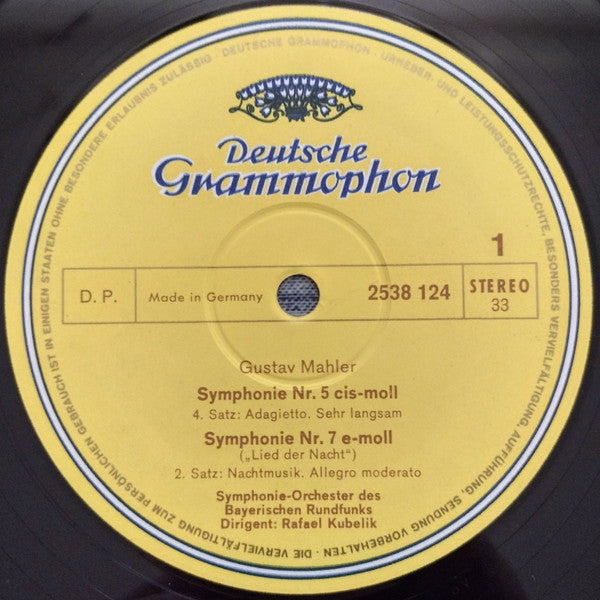 Deutsche
Grammophon
1
D. P.
Made in Germany
2538 124
STEREO
33
Gustav Mahler
Symphonie Nr. 5 cis-moll
4. Satz: Adagietto. Sehr langsam
Symphonie Nr. 7 e-moll
(„Lied der Nacht")
2. Satz: Nachtmusik. Allegro moderato
Symphonie-Orchester des
Bayerischen Rundfunks
Dirigent: Rafael Kubelik
DEUTSCHE GRAMMOPHON · URHEBER- UND LEISTUNGSSCHUTZRECHTE, BESONDERS VERVIELFÄLTIGUNG, AUFFÜHRUNG, SENDUNG VORBEHALTEN · DIE VERVIELFÄLTIGUNG ZUM PERSÖNLICHEN GEBRAUCH IST IN EINIGEN STAATEN OHNE BESONDERE ERLAUBNIS ZULÄSSIG ·